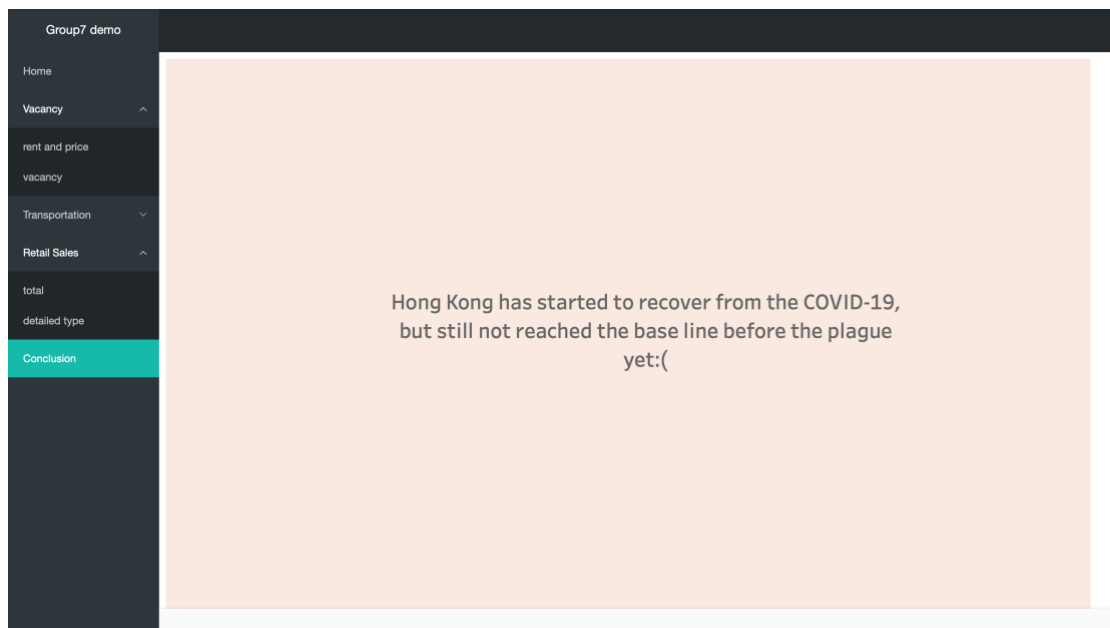 Group7 demo
Home
Vacancy
rent and price
vacancy
Transportation
Retail Sales
total
detailed type
Conclusion
Hong Kong has started to recover from the COVID-19,
but still not reached the base line before the plague
yet:(